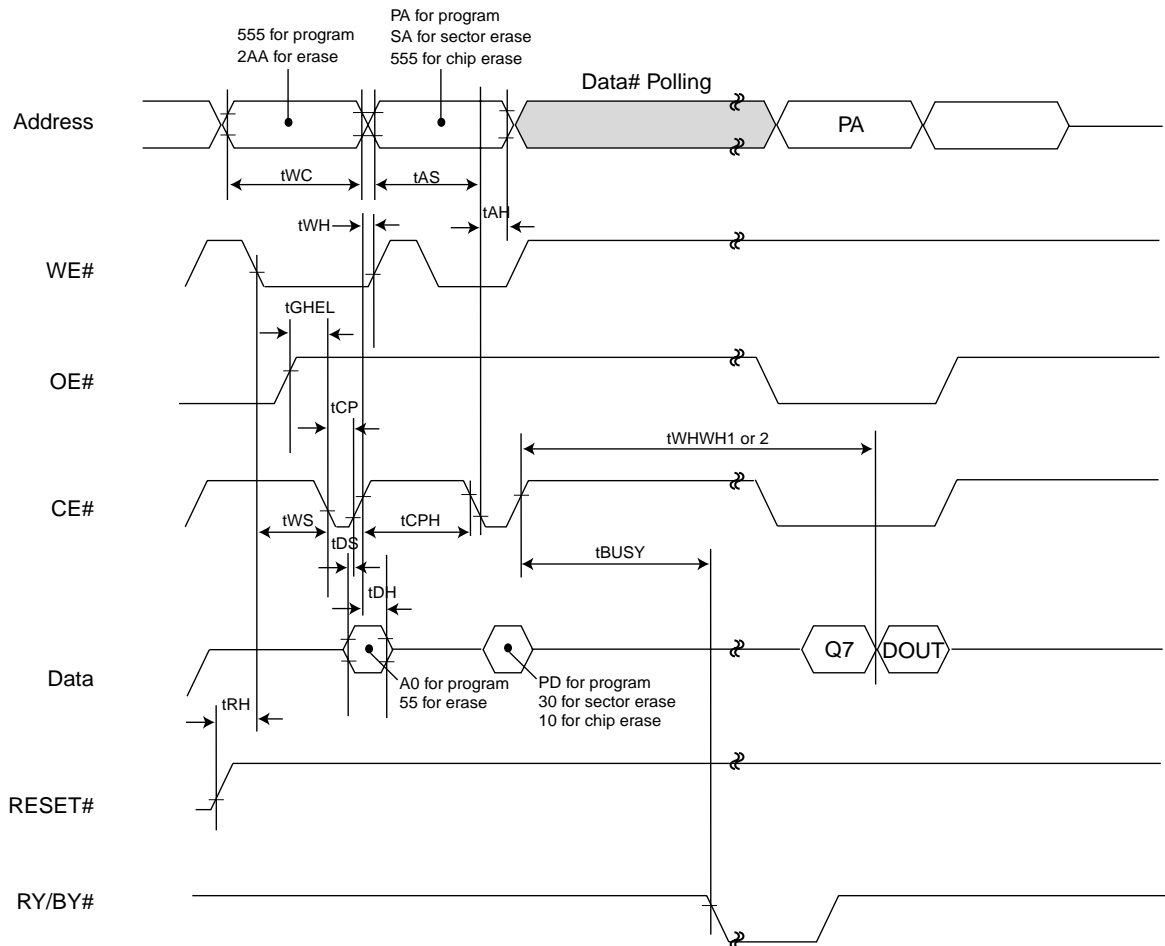 555 for program
2AA for erase
PA for program
SA for sector erase
555 for chip erase
Data# Polling
Address
PA
tWC
tAS
tWH
tAH
WE#
tGHEL
OE#
tCP
tWHWH1 or 2
CE#
tWS
tCPH
tDS
tBUSY
tDH
Q7
DOUT
Data
A0 for program
55 for erase
PD for program
30 for sector erase
10 for chip erase
tRH
RESET#
RY/BY#